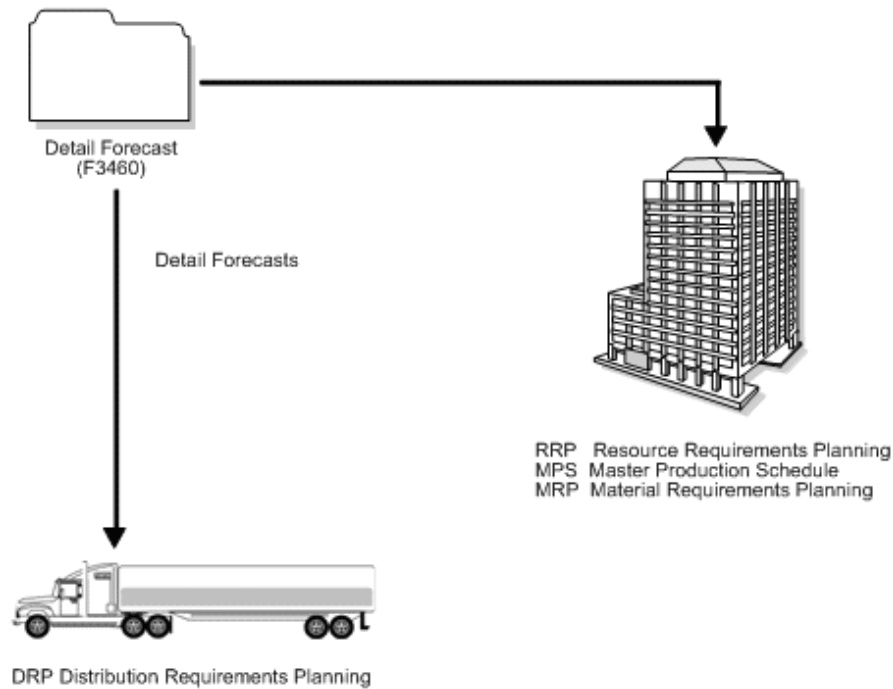 Detail Forecast
(F3460)
Detail Forecasts
RRP Resource Requirements Planning
MPS Master Production Schedule
MRP Material Requirements Planning
DRP Distribution Requirements Planning